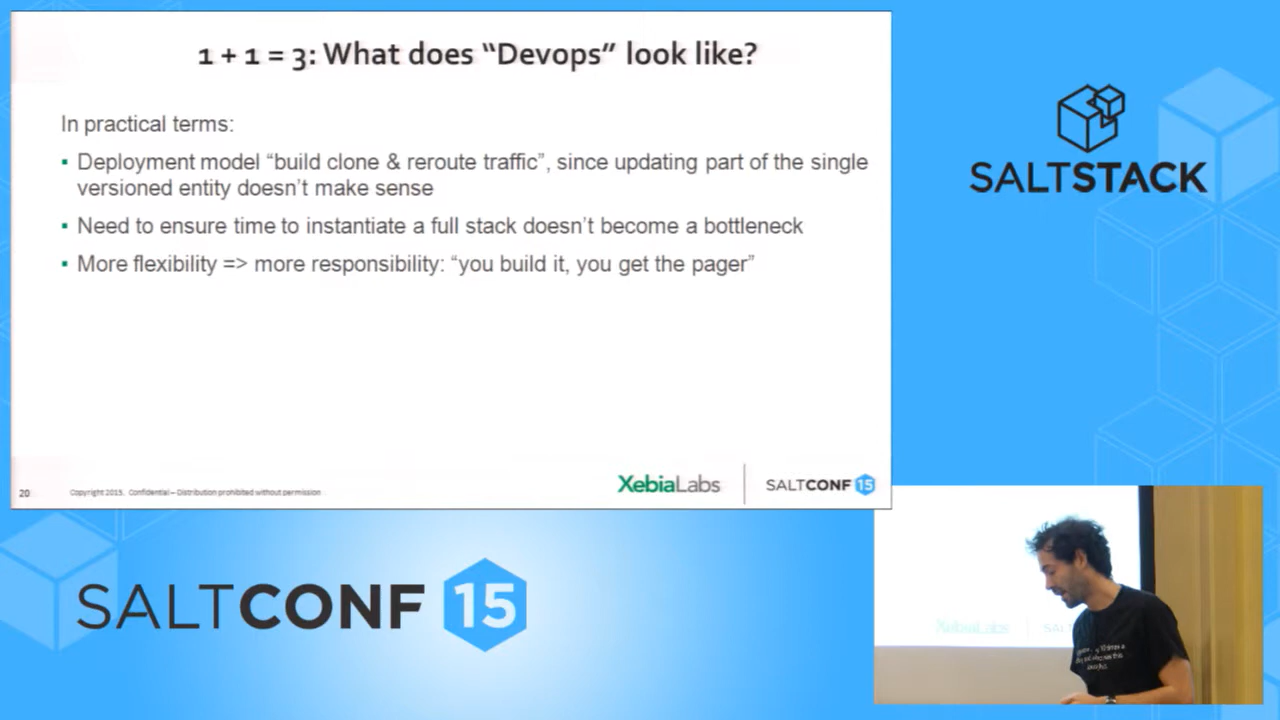 1 + 1 = 3: What does “Devops” look like?
In practical terms:
▪ Deployment model “build clone & reroute traffic”, since updating part of the single
versioned entity doesn’t make sense
▪ Need to ensure time to instantiate a full stack doesn’t become a bottleneck
▪ More flexibility => more responsibility: “you build it, you get the pager”
20
Copyright 2015. Confidential – Distribution prohibited without permission
XebiaLabs
SALTCONF 15
SALTSTACK
SALTCONF 15
XebiaLabs